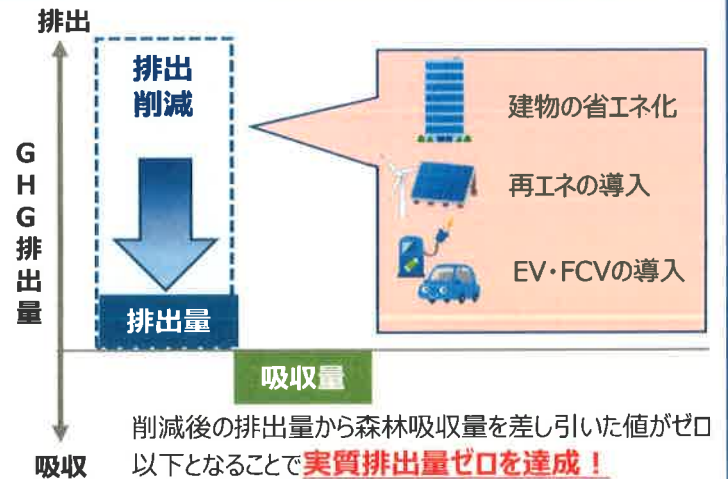 排出
排出
削減
GHG排出量
排出量
吸収量
吸収
建物の省エネ化
再エネの導入
EV・FCVの導入
削減後の排出量から森林吸収量を差し引いた値がゼロ
以下となることで実質排出量ゼロを達成！